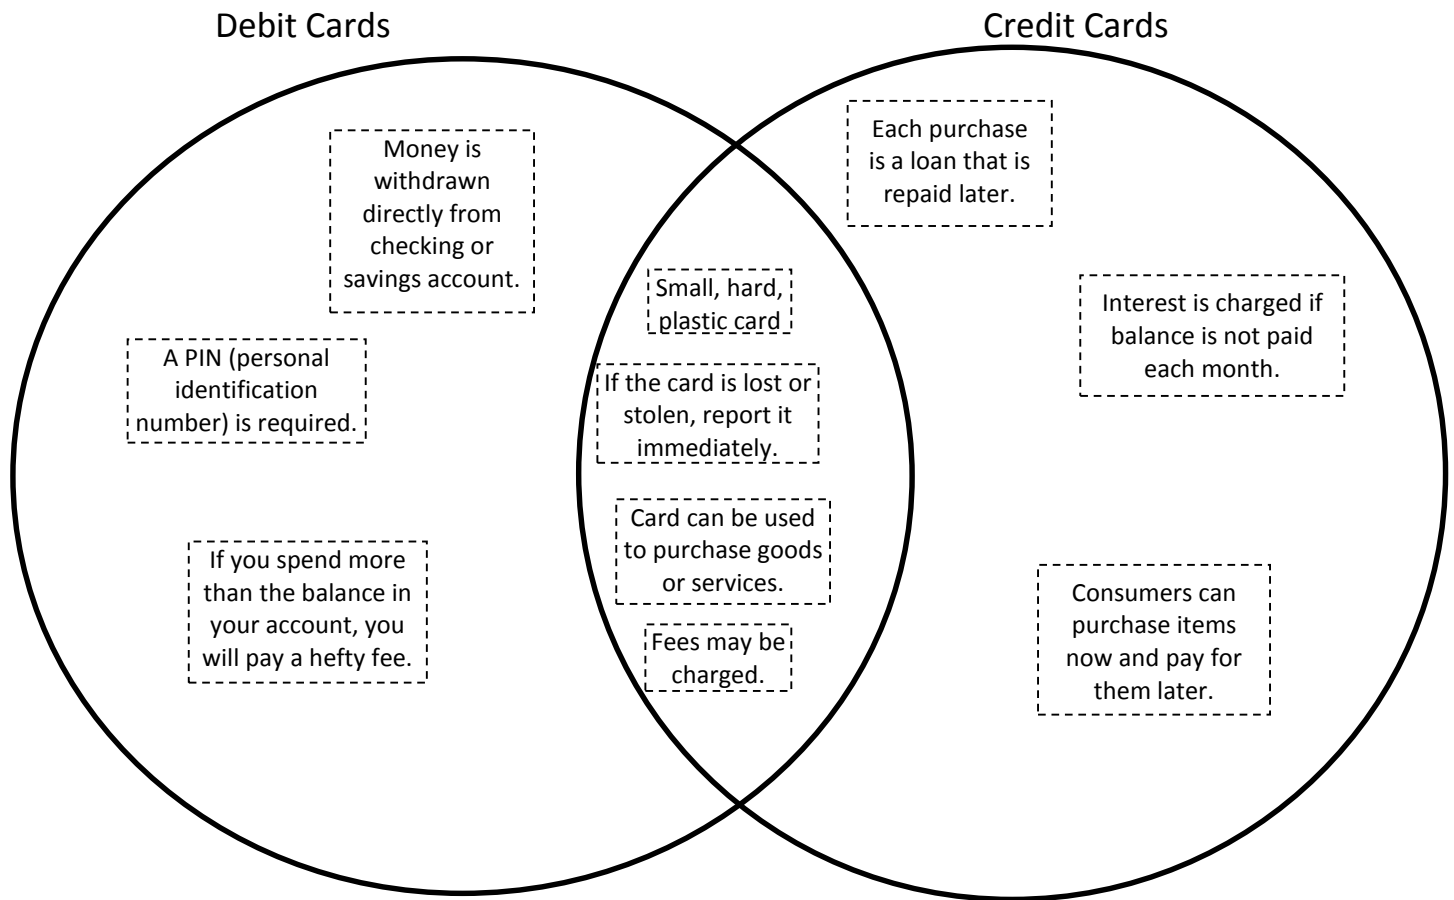 Debit Cards
Credit Cards
Money is
withdrawn
directly from
checking or
savings account.
A PIN (personal
identification
number) is required.
If you spend more
than the balance in
your account, you
will pay a hefty fee.
Small, hard,
plastic card
If the card is lost or
stolen, report it
immediately.
Card can be used
to purchase goods
or services.
Fees may be
charged.
Each purchase
is a loan that is
repaid later.
Interest is charged if
balance is not paid
each month.
Consumers can
purchase items
now and pay for
them later.